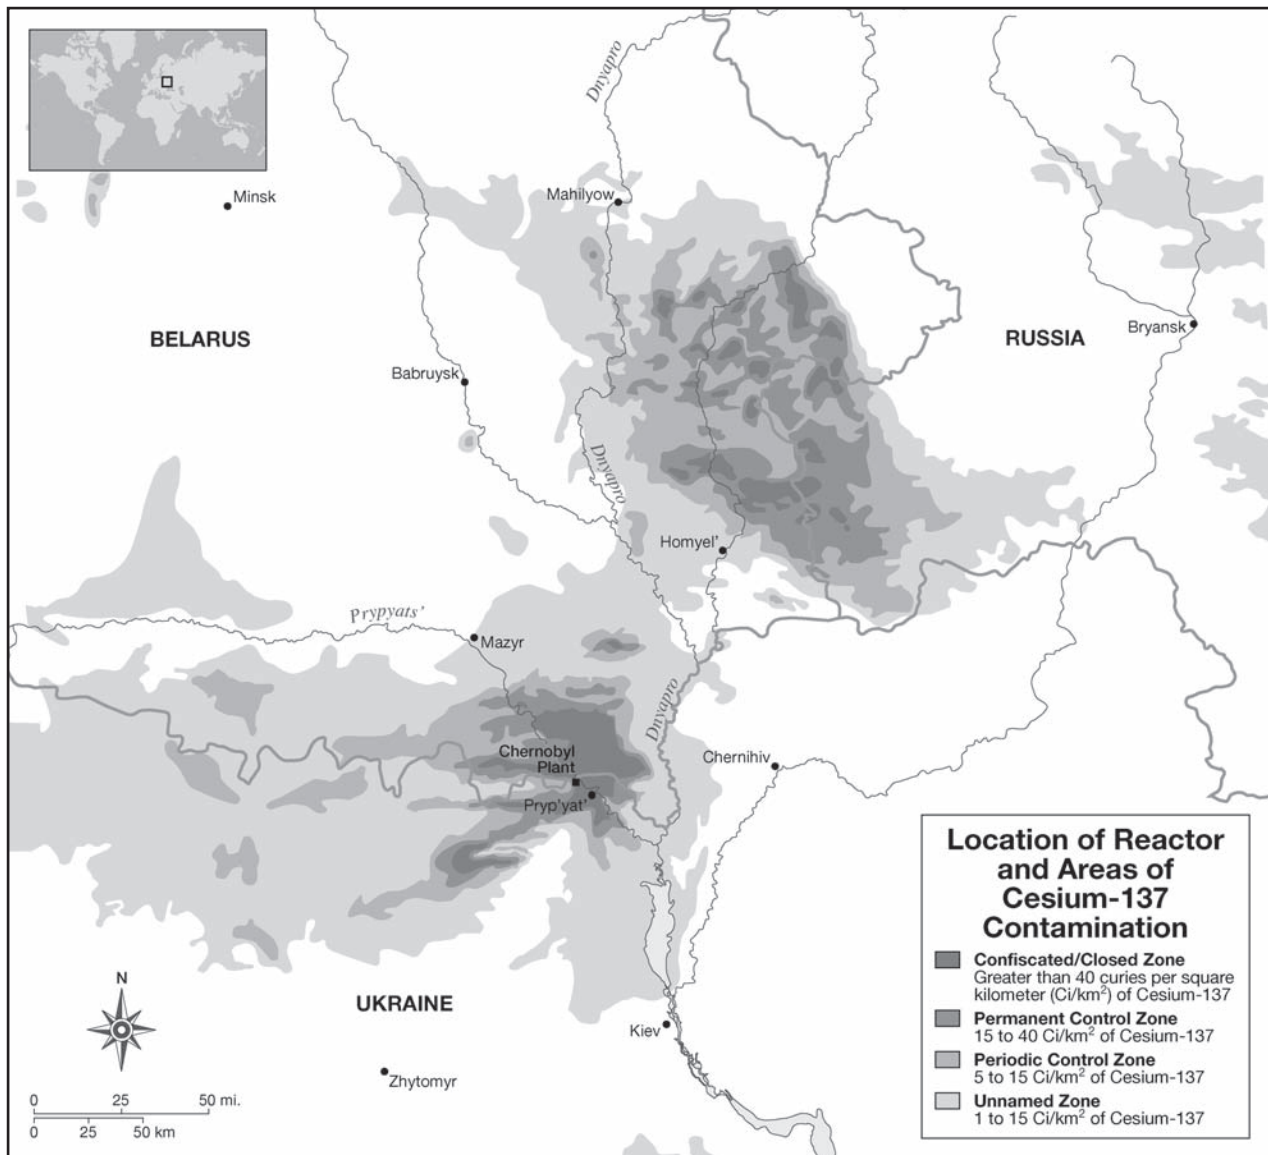 Dnyapro
Minsk
Mahilyow
BELARUS
RUSSIA
Bryansk
Babruysk
Dnyapro
Homyel'
Prypyats'
Mazyr
Dnyapro
Chernobyl
Plant
Chernihiv
Pryp'yat'
N
UKRAINE
Kiev
Zhytomyr
0 25 50 mi.
0 25 50 km
Location of Reactor
and Areas of
Cesium-137
Contamination
Confiscated/Closed Zone
Greater than 40 curies per square
kilometer (Ci/km²) of Cesium-137
Permanent Control Zone
15 to 40 Ci/km² of Cesium-137
Periodic Control Zone
5 to 15 Ci/km² of Cesium-137
Unnamed Zone
1 to 15 Ci/km² of Cesium-137